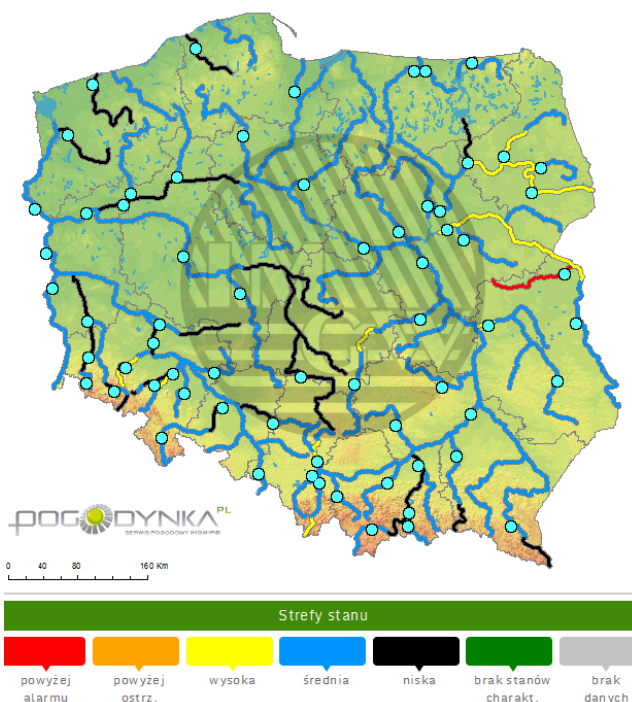 POGODYNKA.PL
SERWIS POGODOWY IMGW-PIB
0 40 80 160 Km
Strefy stanu
powyżej alarmu
powyżej ostrz.
wysoka
średnia
niska
brak stanów charakt.
brak danych